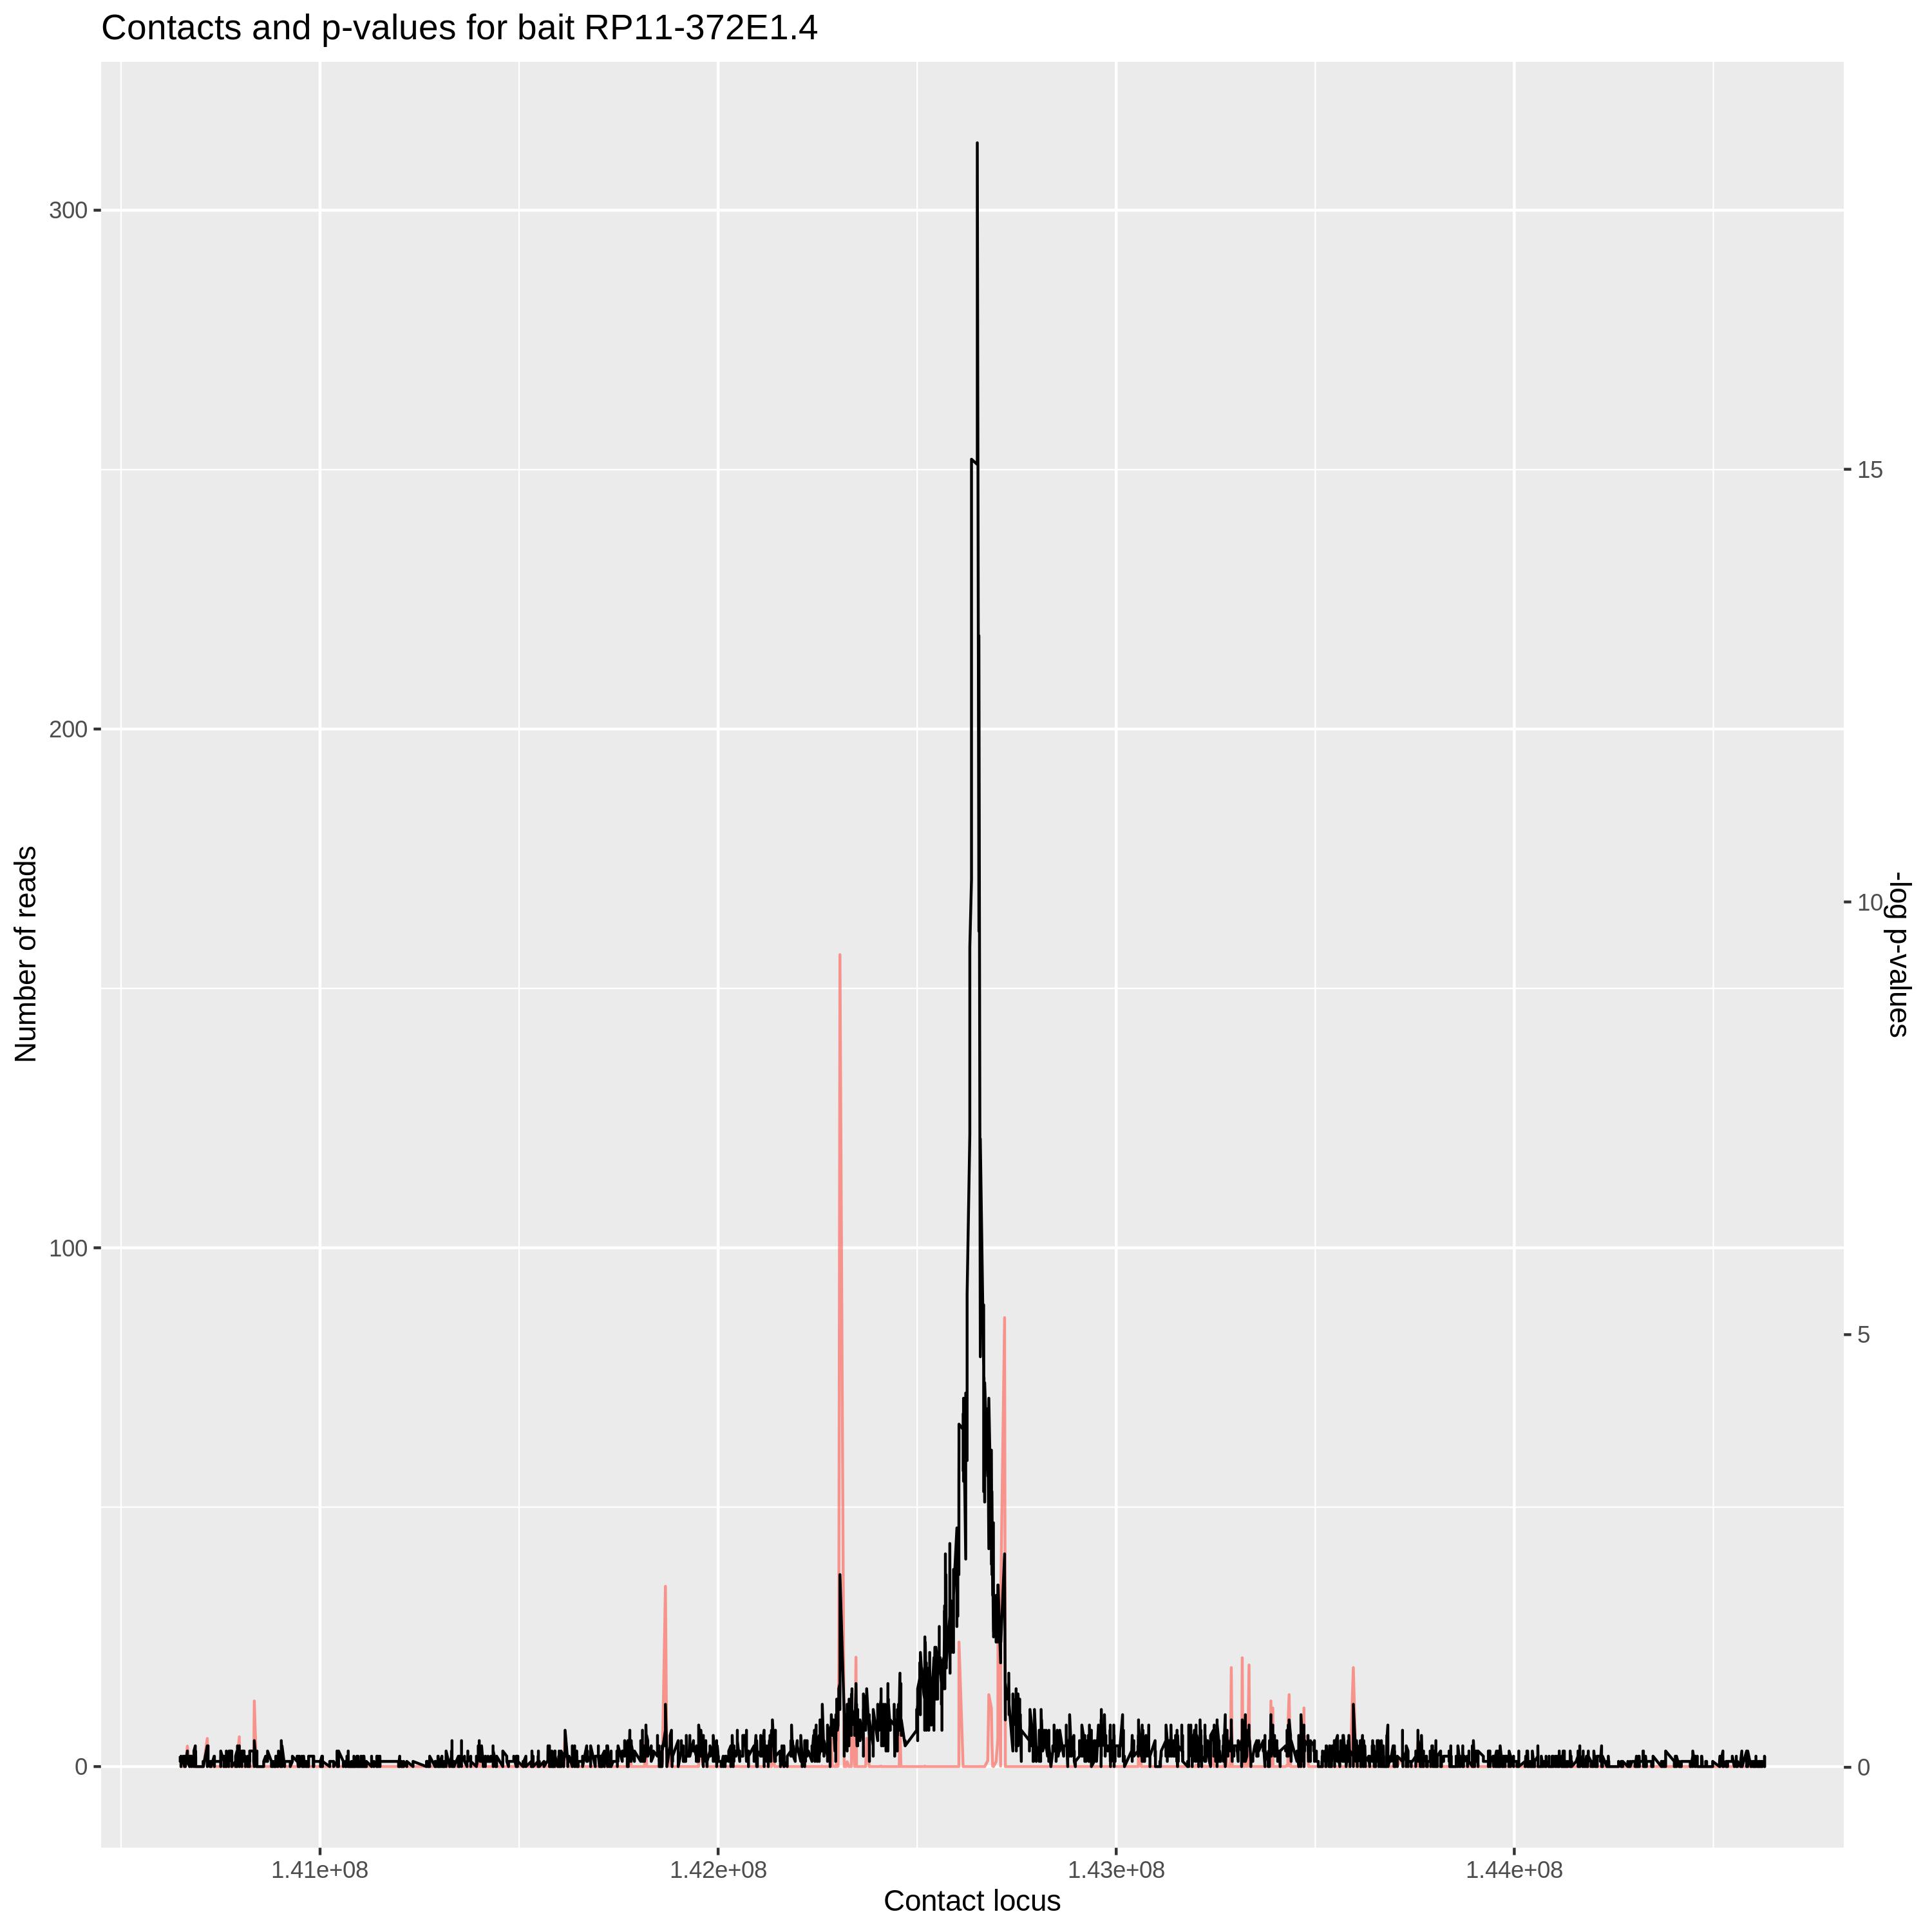 Contacts and p-values for bait RP11-372E1.4
300
200
100
0
15
10
5
0
Number of reads
-log p-values
1.41e+08
1.42e+08
1.43e+08
1.44e+08
Contact locus